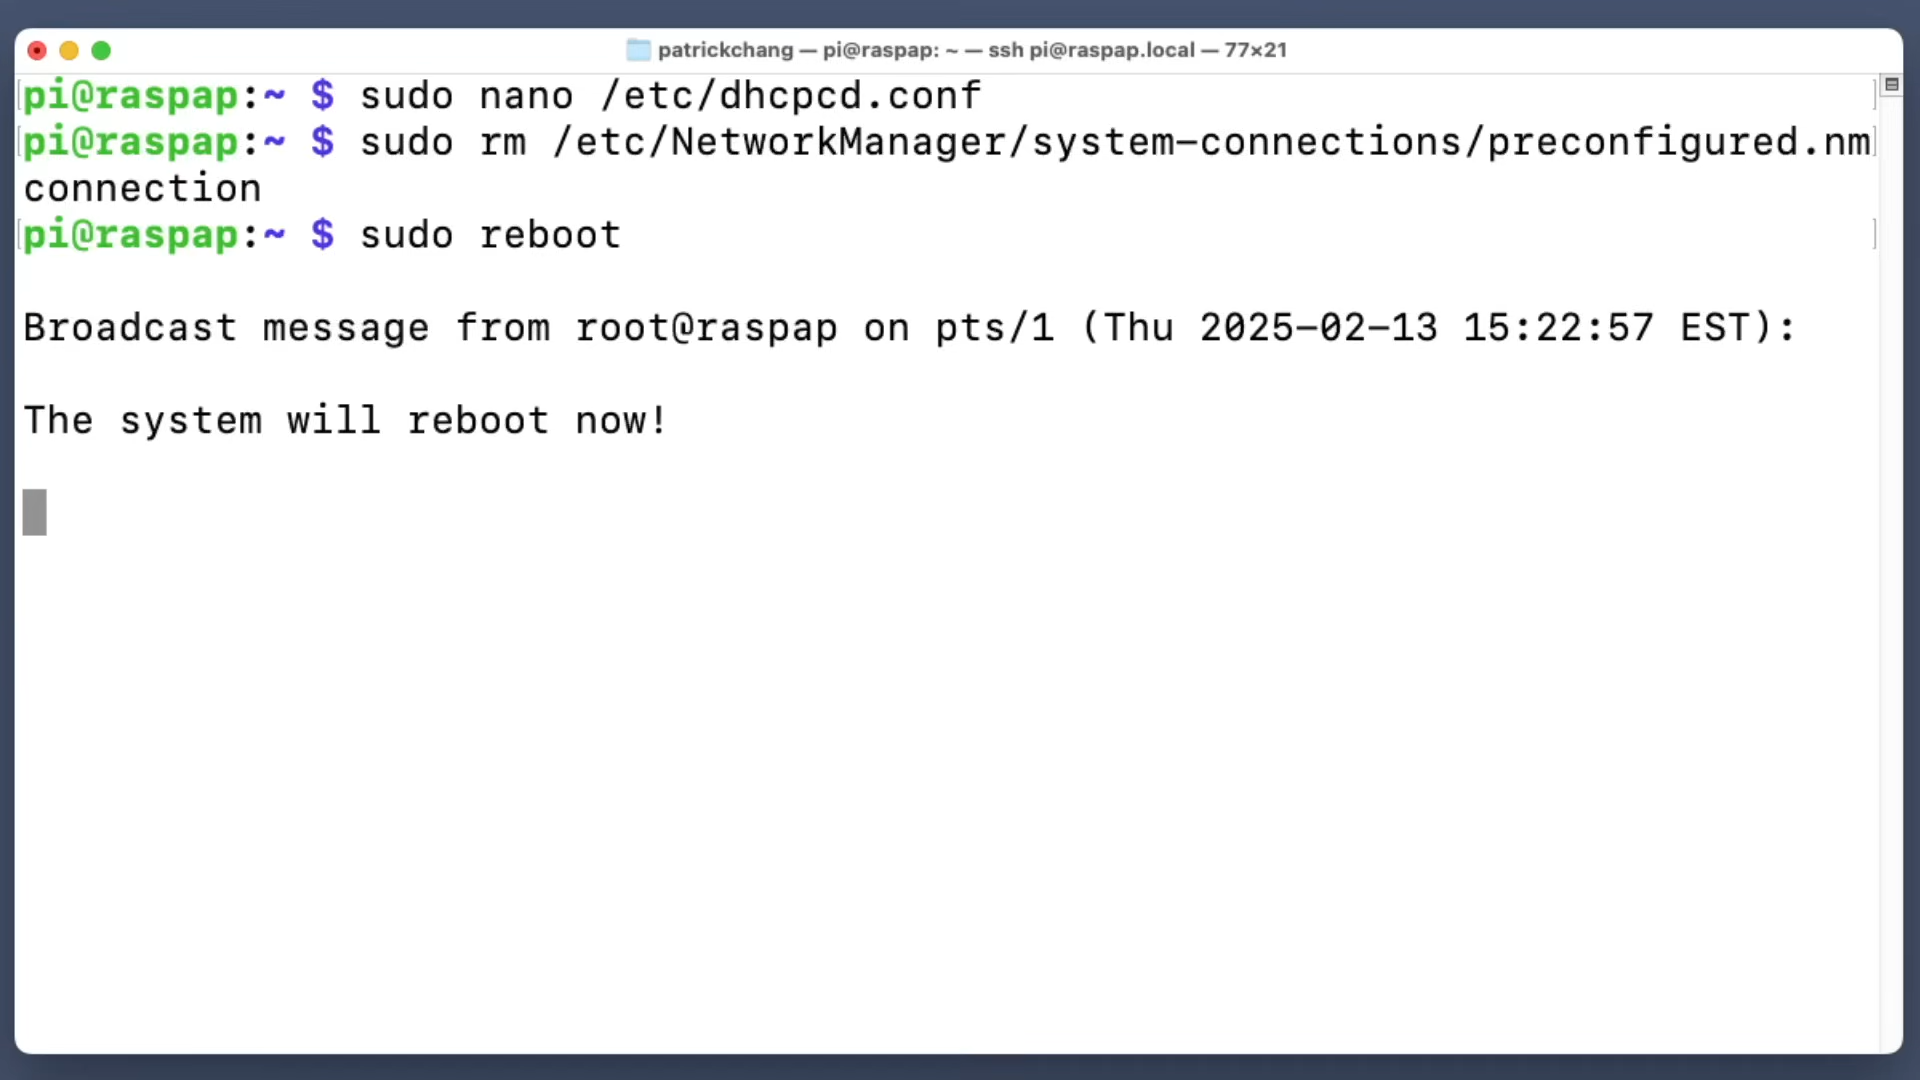 patrickchang — pi@raspap: ~ — ssh pi@raspap.local — 77×21
pi@raspap:~ $ sudo nano /etc/dhcpcd.conf
pi@raspap:~ $ sudo rm /etc/NetworkManager/system-connections/preconfigured.nm
connection
pi@raspap:~ $ sudo reboot
Broadcast message from root@raspap on pts/1 (Thu 2025-02-13 15:22:57 EST):
The system will reboot now!